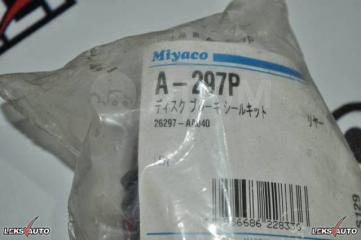 Miyaco
A-297P
ディスク ブレーキ シールキット
26297-AA040
リヤー
LEKS AUTO
LEKS AUTO